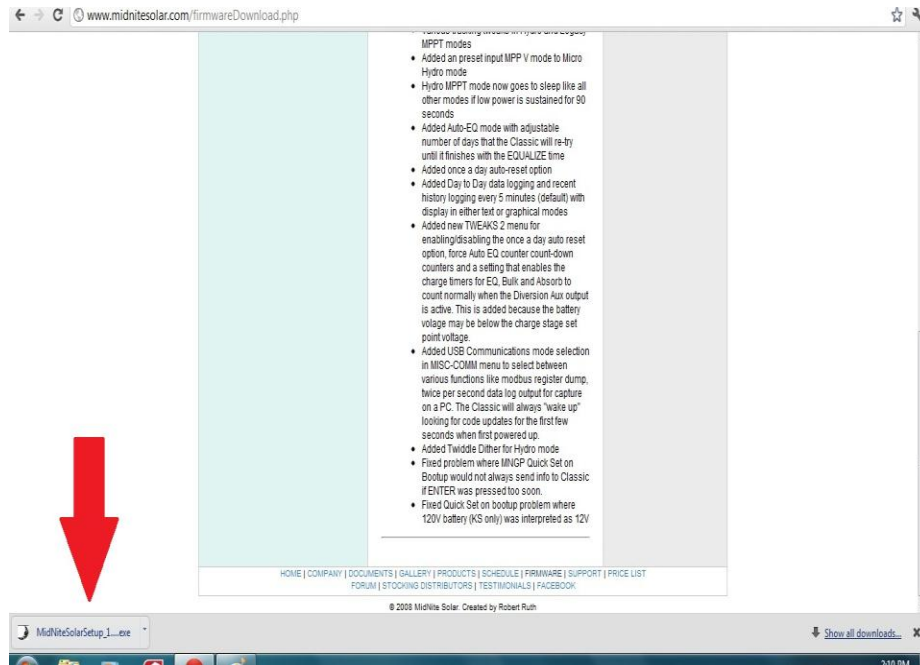 www.midnitesolar.com/firmwareDownload.php
MPPT modes
• Added an preset input MPP V mode to Micro
Hydro mode
• Hydro MPPT mode now goes to sleep like all
other modes if low power is sustained for 90
seconds
• Added Auto-EQ mode with adjustable
number of days that the Classic will re-try
until it finishes with the EQUALIZE time
• Added once a day auto-reset option
• Added Day to Day data logging and recent
history logging every 5 minutes (default) with
display in either text or graphical modes
• Added new TWEAKS 2 menu for
enabling/disabling the once a day auto reset
option, force Auto EQ counter count-down
counters and a setting that enables the
charge timers for EQ, Bulk and Absorb to
count normally when the Diversion Aux output
is active. This is added because the battery
volage may be below the charge stage set
point voltage.
• Added USB Communications mode selection
in MISC-COMM menu to select between
various functions like modbus register dump,
twice per second data log output for capture
on a PC. The Classic will always "wake up"
looking for code updates for the first few
seconds when first powered up.
• Added Twiddle Dither for Hydro mode
• Fixed problem where MNGP Quick Set on
Bootup would not always send info to Classic
if ENTER was pressed too soon.
• Fixed Quick Set on bootup problem where
120V battery (KS only) was interpreted as 12V
HOME | COMPANY | DOCUMENTS | GALLERY | PRODUCTS | SCHEDULE | FIRMWARE | SUPPORT | PRICE LIST
FORUM | STOCKING DISTRIBUTORS | TESTIMONIALS | FACEBOOK
© 2008 MidNite Solar. Created by Robert Ruth
MidNiteSolarSetup_1....exe
Show all downloads...
2:10 PM